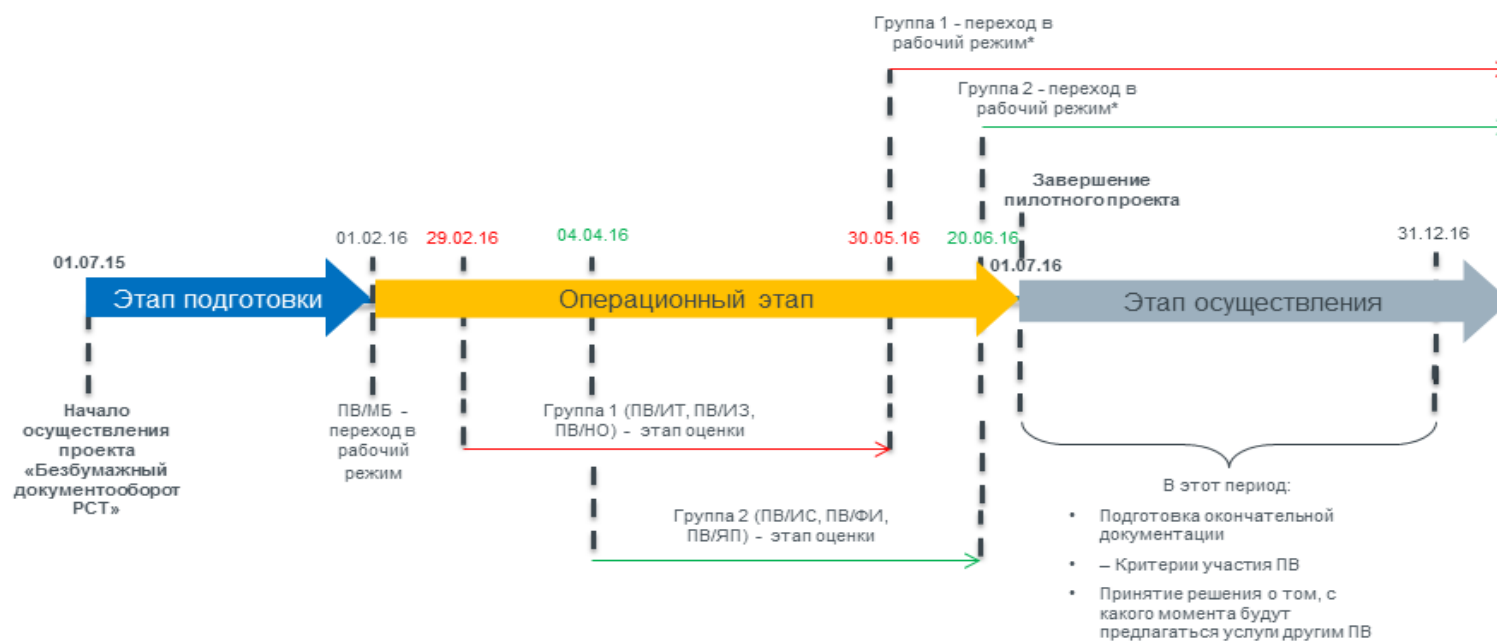 Группа 1 - переход в
рабочий режим*
Группа 2 - переход в
рабочий режим*
Завершение
пилотного проекта
01.07.15
01.02.16
29.02.16
04.04.16
30.05.16
20.06.16
01.07.16
31.12.16
Этап подготовки
Операционный этап
Этап осуществления
Начало
осуществления
проекта
«Безбумажный
документооборот
РСТ»
ПВ/МБ -
переход в
рабочий
режим
Группа 1 (ПВ/ИТ, ПВ/ИЗ,
ПВ/НО) - этап оценки
Группа 2 (ПВ/ИС, ПВ/ФИ,
ПВ/ЯП) - этап оценки
В этот период:
• Подготовка окончательной
документации
• – Критерии участия ПВ
• Принятие решения о том, с
какого момента будут
предлагаться услуги другим ПВ